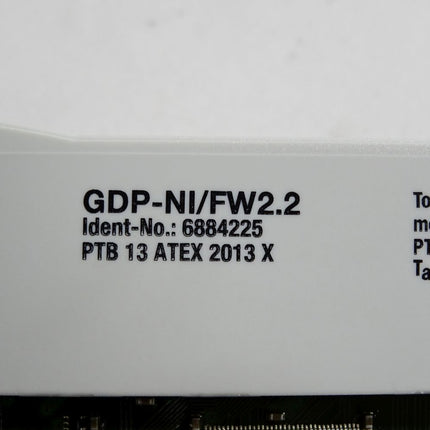 GDP-NI/FW2.2
Ident-No.: 6884225
PTB 13 ATEX 2013 X